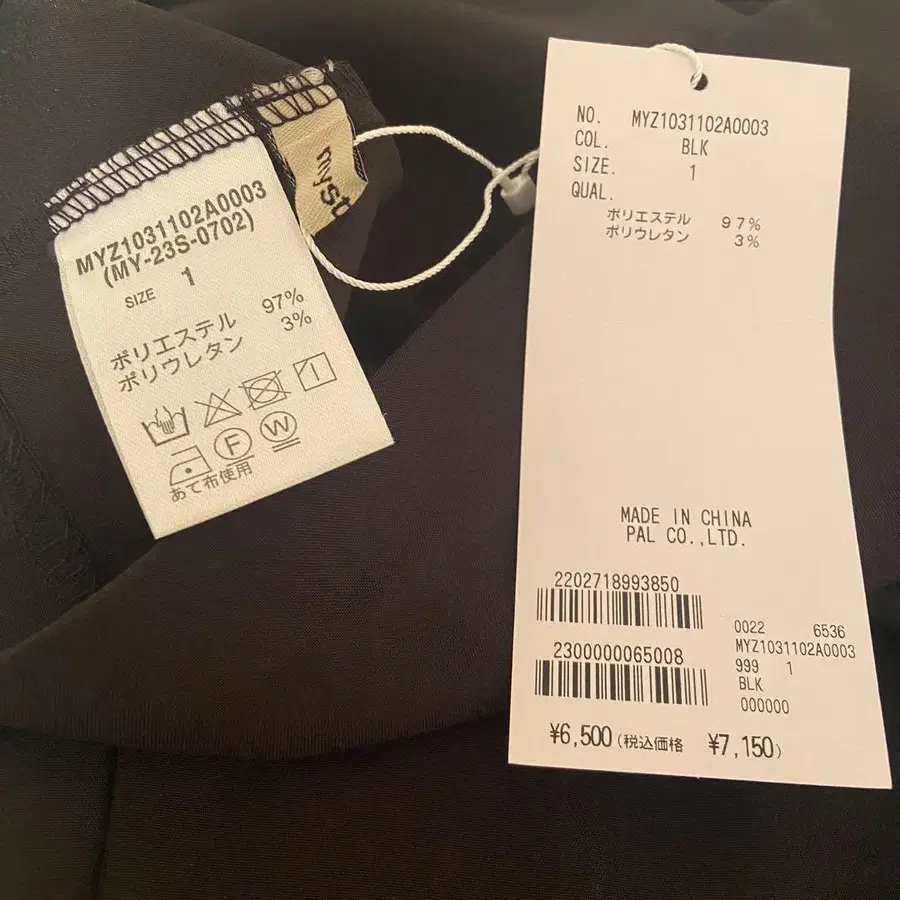 MYZ1031102A0003
(MY-23S-0702)
SIZE 1
ポリエステル 97%
ポリウレタン 3%
F W
あて布使用
myst
NO. MYZ1031102A0003
COL. BLK
SIZE. 1
QUAL.
ポリエステル 97%
ポリウレタン 3%
MADE IN CHINA
PAL CO.,LTD.
2202718993850
2300000065008
0022 6536
MYZ1031102A0003
999 1
BLK
000000
¥6,500(税込価格 ¥7,150)